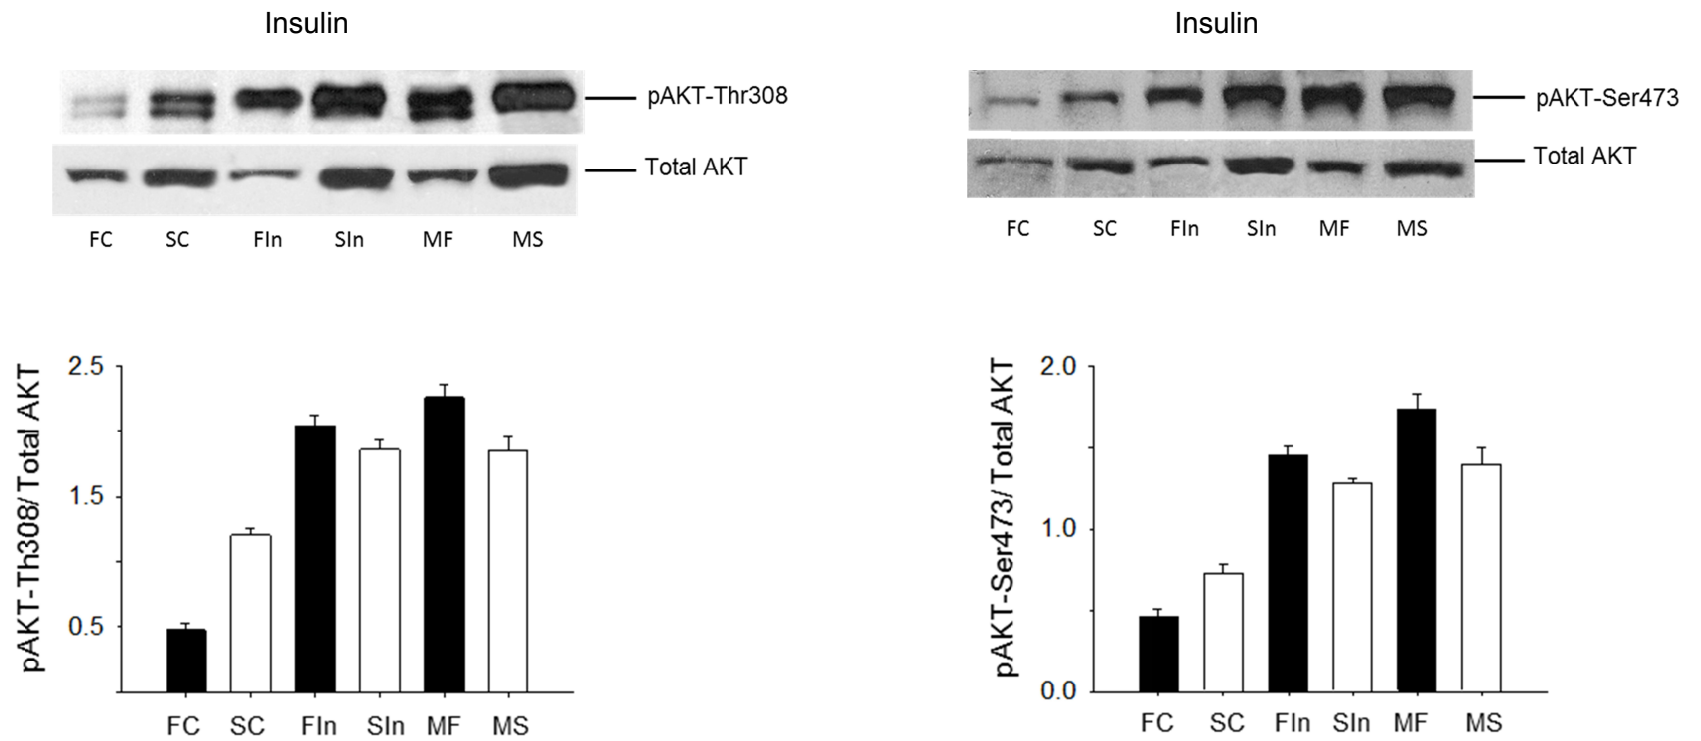 Insulin
pAKT-Thr308
Total AKT
FC SC FIn SIn MF MS
pAKT-Th308/Total AKT
2.5
1.5
0.5
FC SC FIn SIn MF MS
Insulin
pAKT-Ser473
Total AKT
FC SC FIn SIn MF MS
pAKT-Ser473/Total AKT
2.0
1.0
0.0
FC SC FIn SIn MF MS